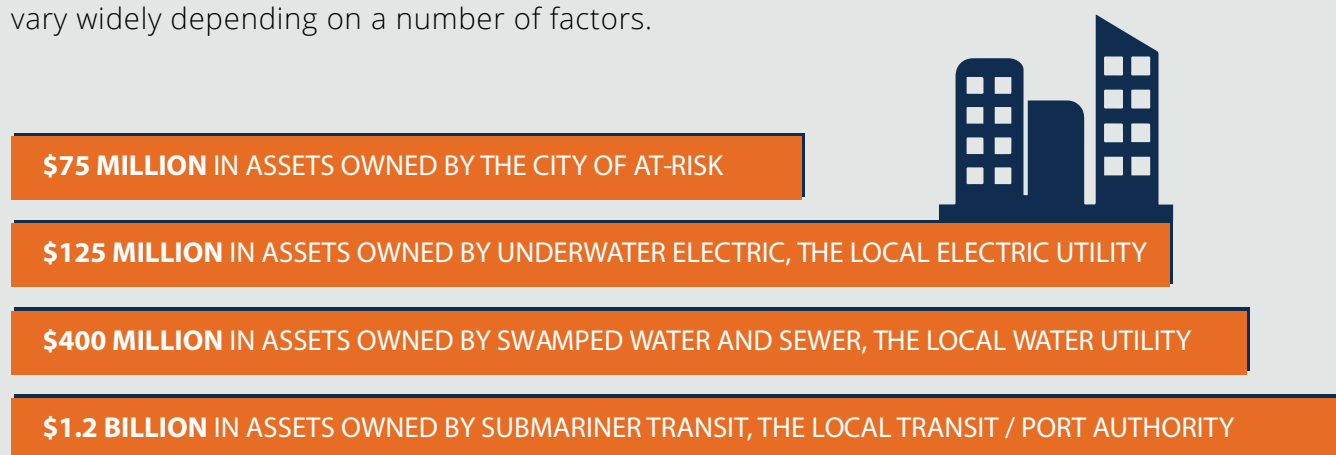 vary widely depending on a number of factors.
$75 MILLION IN ASSETS OWNED BY THE CITY OF AT-RISK
$125 MILLION IN ASSETS OWNED BY UNDERWATER ELECTRIC, THE LOCAL ELECTRIC UTILITY
$400 MILLION IN ASSETS OWNED BY SWAMPED WATER AND SEWER, THE LOCAL WATER UTILITY
$1.2 BILLION IN ASSETS OWNED BY SUBMARINER TRANSIT, THE LOCAL TRANSIT / PORT AUTHORITY